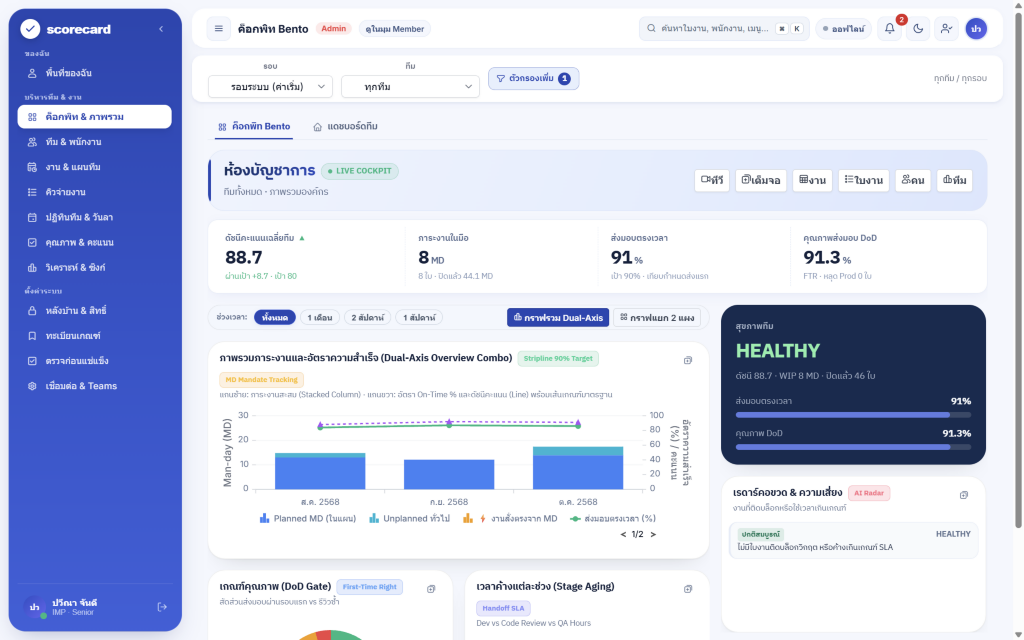 scorecard
ของฉัน
พื้นที่ของฉัน
บริหารทีม & งาน
ค็อกพิท & ภาพรวม
ทีม & พนักงาน
งาน & แผนทีม
คิวจ่ายงาน
ปฏิทินทีม & วันลา
คุณภาพ & คะแนน
วิเคราะห์ & ซิงก์
ตั้งค่าระบบ
หลังบ้าน & สิทธิ์
ทะเบียนเกณฑ์
ตรวจก่อนแช่แข็ง
เชื่อมต่อ & Teams
ปา
ปวีณา จันดี
IMP · Senior
ค็อกพิท Bento
Admin
ดูในมุม Member
ค้นหาใบงาน, พนักงาน, เมนู...
⌘ K
ออฟไลน์
2
ปา
รอบ
รอบระบบ (ค่าเริ่ม)
ทีม
ทุกทีม
ตัวกรองเพิ่ม 1
ทุกทีม / ทุกรอบ
ค็อกพิท Bento
แดชบอร์ดทีม
ห้องบัญชาการ
LIVE COCKPIT
ทีมทั้งหมด · ภาพรวมองค์กร
ทีวี
เต็มจอ
งาน
ใบงาน
คน
ทีม
ดัชนีคะแนนเฉลี่ยทีม ▲
88.7
ผ่านเป้า +8.7 · เป้า 80
ภาระงานในมือ
8 MD
8 ใบ · ปิดแล้ว 44.1 MD
ส่งมอบตรงเวลา
91 %
เป้า 90% · เทียบกำหนดส่งแรก
คุณภาพส่งมอบ DoD
91.3 %
FTR · หลุด Prod 0 ใบ
ช่วงเวลา:
ทั้งหมด
1 เดือน
2 สัปดาห์
1 สัปดาห์
กราฟรวม Dual-Axis
กราฟแยก 2 แผง
ภาพรวมภาระงานและอัตราความสำเร็จ (Dual-Axis Overview Combo)
Stripline 90% Target
MD Mandate Tracking
แกนซ้าย: ภาระงานสะสม (Stacked Column) · แกนขวา: อัตรา On-Time % และดัชนีคะแนน (Line) พร้อมเส้นเกณฑ์มาตรฐาน
Man-day (MD)
30
20
10
0
100
80
60
40
20
0
อัตราความสำเร็จ (%) / คะแนน
ส.ค. 2568
ก.ย. 2568
ต.ค. 2568
Planned MD (ในแผน)
Unplanned ทั่วไป
งานสั่งตรงจาก MD
ส่งมอบตรงเวลา (%)
< 1/2 >
สุขภาพทีม
HEALTHY
ดัชนี 88.7 · WIP 8 MD · ปิดแล้ว 46 ใบ
ส่งมอบตรงเวลา
91%
คุณภาพ DoD
91.3%
เรดาร์คอขวด & ความเสี่ยง
AI Radar
งานที่ติดบล็อกหรือใช้เวลาเกินเกณฑ์
ปกติสมบูรณ์
HEALTHY
ไม่มีใบงานติดบล็อกวิกฤต หรือค้างเกินเกณฑ์ SLA
เกณฑ์คุณภาพ (DoD Gate)
First-Time Right
สัดส่วนส่งมอบผ่านรอบแรก vs รีวิวซ้ำ
เวลาค้างแต่ละช่วง (Stage Aging)
Handoff SLA
Dev vs Code Review vs QA Hours